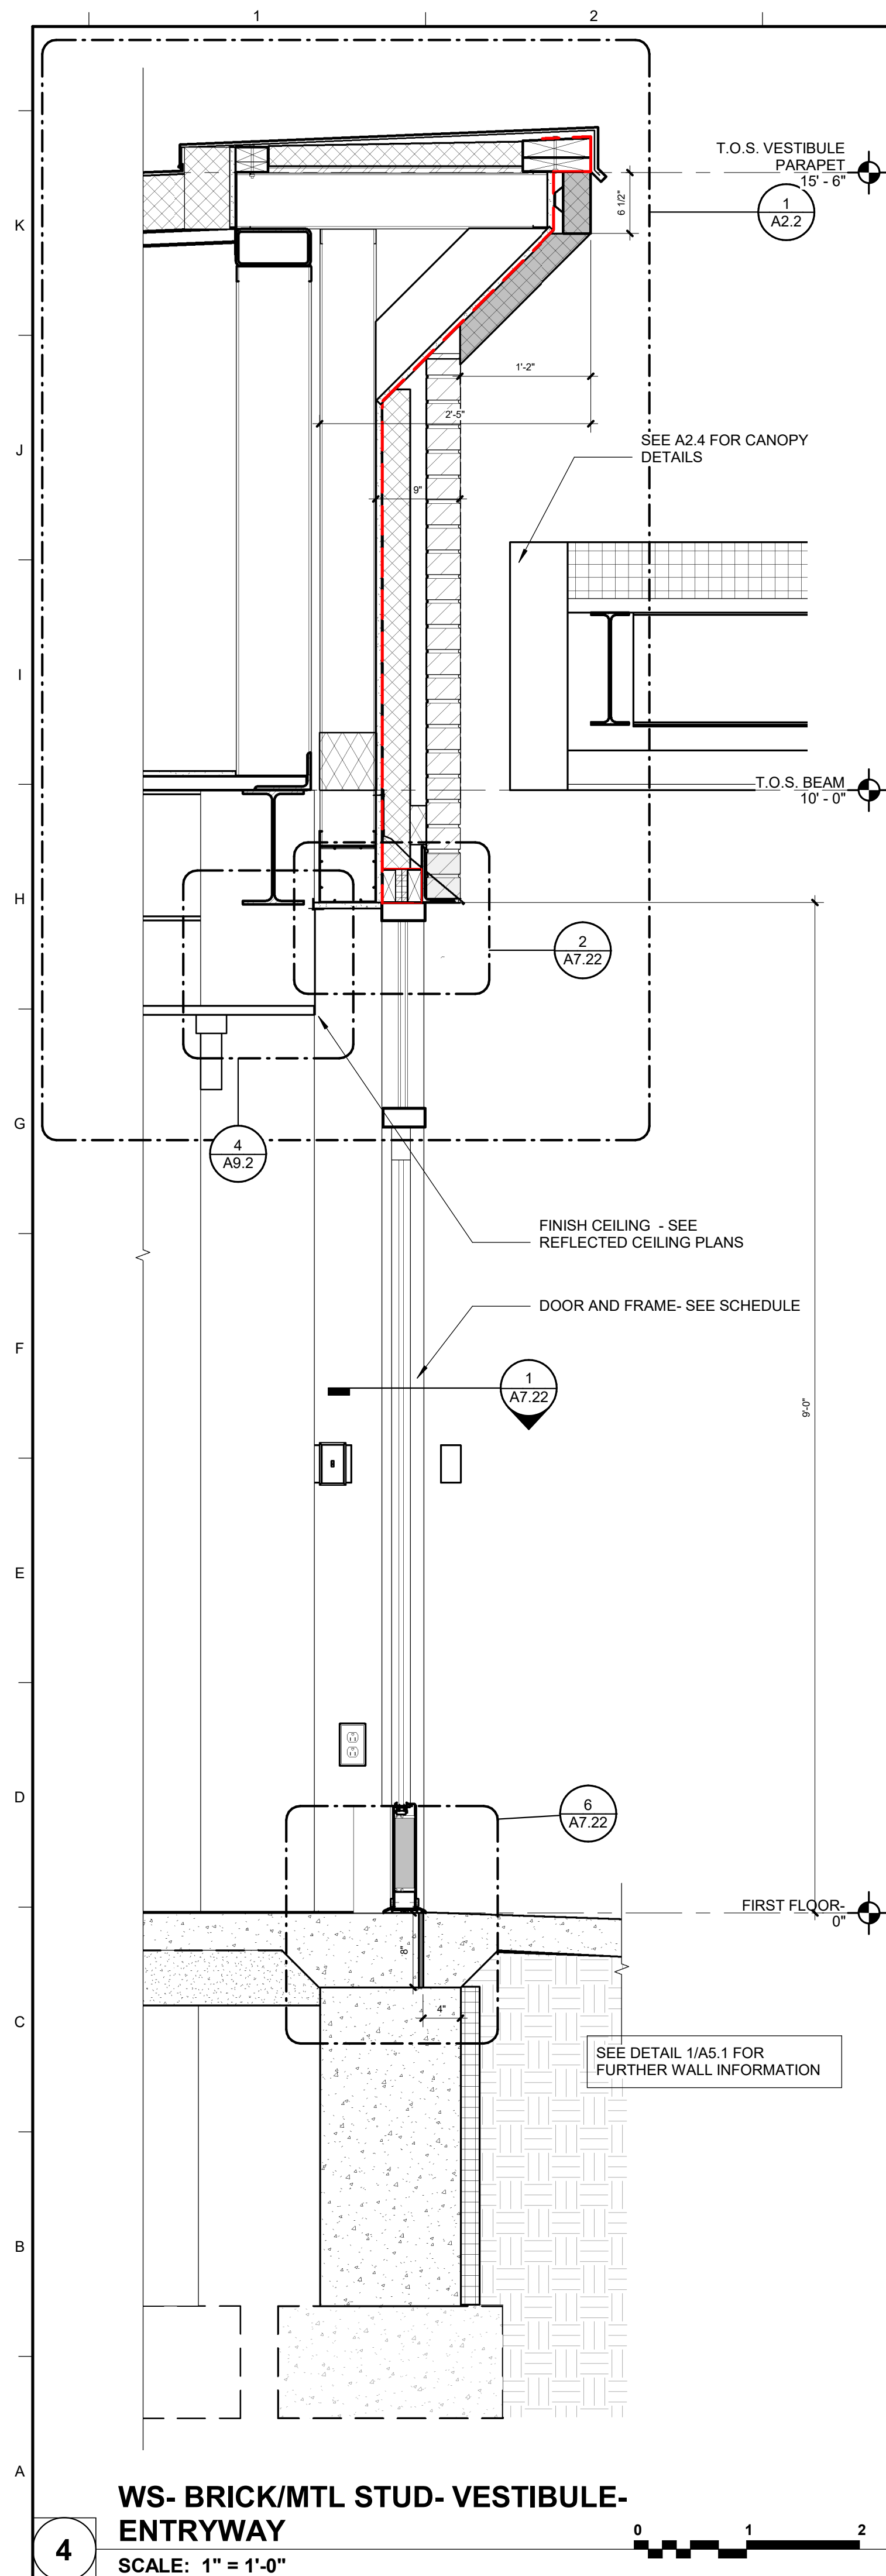 1
2
K
J
I
H
G
F
E
D
C
B
A
T.O.S. VESTIBULE
PARAPET
15' - 6"
1
A2.2
6 1/2"
1'-2"
2'-5"
SEE A2.4 FOR CANOPY
DETAILS
9"
T.O.S. BEAM
10' - 0"
2
A7.22
4
A9.2
FINISH CEILING - SEE
REFLECTED CEILING PLANS
DOOR AND FRAME- SEE SCHEDULE
1
A7.22
9'-0"
6
A7.22
FIRST FLOOR-
0"
8"
4"
SEE DETAIL 1/A5.1 FOR
FURTHER WALL INFORMATION
WS- BRICK/MTL STUD- VESTIBULE-
ENTRYWAY
4
SCALE: 1" = 1'-0"
0 1 2